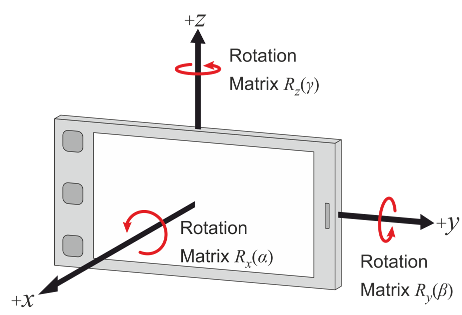 +z
Rotation
Matrix Rz(γ)
+y
Rotation
Matrix Rx(α)
Rotation
Matrix Ry(β)
+x